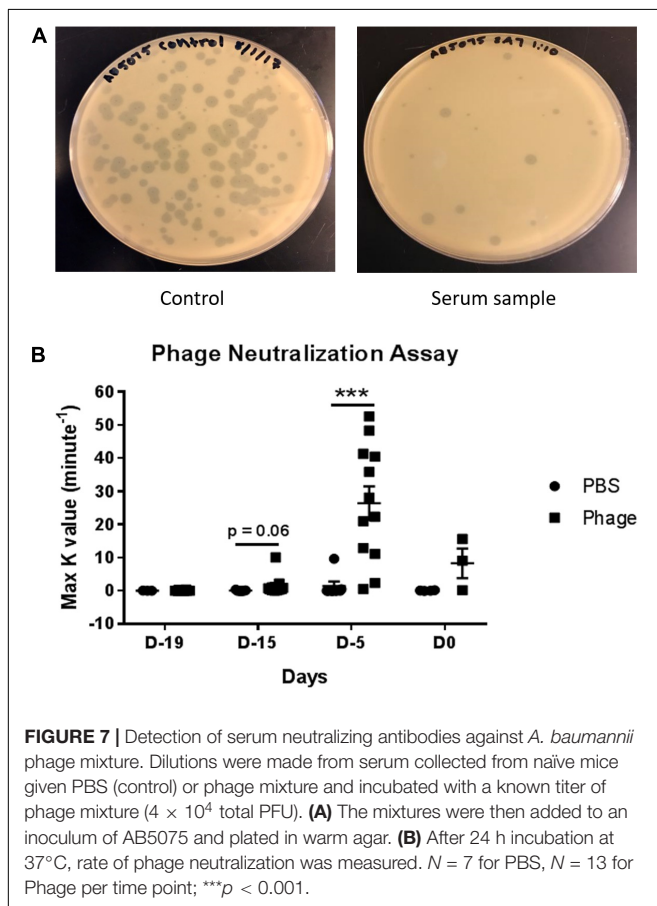 A
AB5075 Control 8/1/17
AB5075 8A7 1:10
Control
Serum sample
B
Phage Neutralization Assay
Max K value (minute⁻¹)
60
50
40
30
20
10
0
-10
***
p = 0.06
PBS
Phage
D-19
D-15
D-5
D0
Days
FIGURE 7 | Detection of serum neutralizing antibodies against A. baumannii
phage mixture. Dilutions were made from serum collected from naïve mice
given PBS (control) or phage mixture and incubated with a known titer of
phage mixture (4 × 10⁴ total PFU). (A) The mixtures were then added to an
inoculum of AB5075 and plated in warm agar. (B) After 24 h incubation at
37°C, rate of phage neutralization was measured. N = 7 for PBS, N = 13 for
Phage per time point; ***p < 0.001.